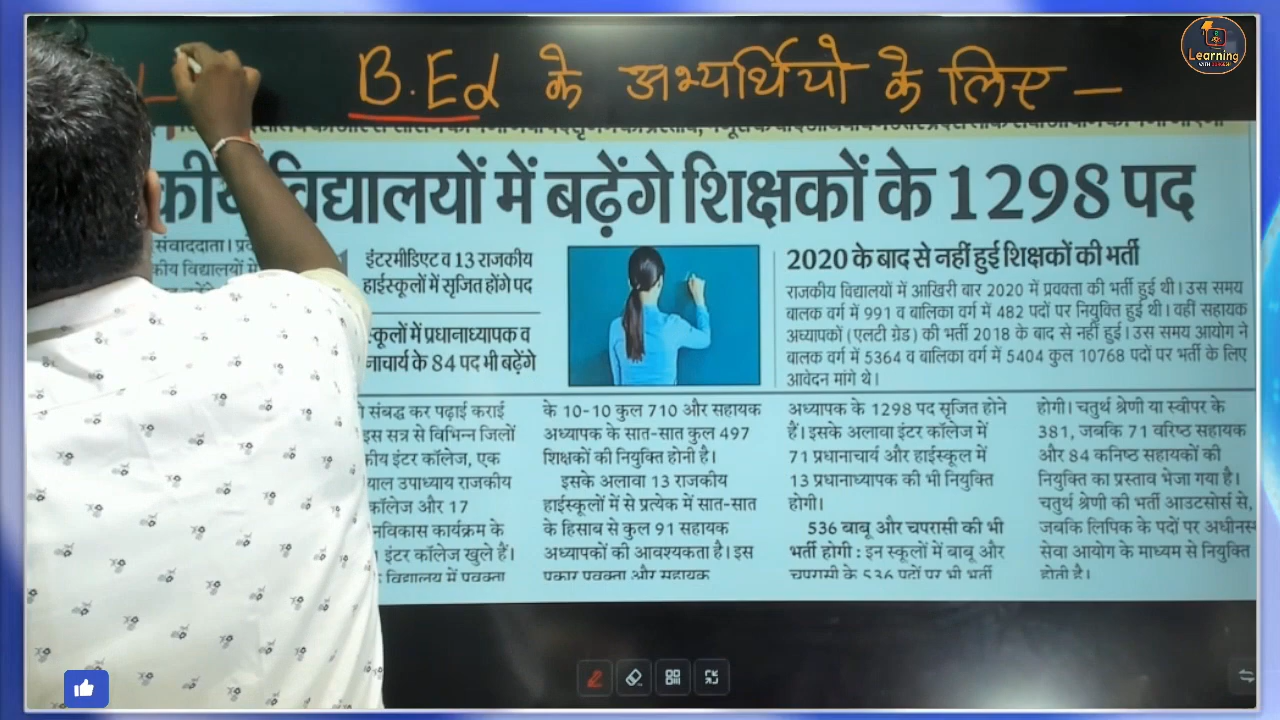 B.Ed के अभ्यर्थियो के लिए –
Learning
कीय विद्यालयों में बढ़ेंगे शिक्षकों के 1298 पद
संवाददाता।
कीय विद्यालयों में
इंटरमीडिएट व 13 राजकीय
हाईस्कूलों में सृजित होंगे पद
स्कूलों में प्रधानाध्यापक व
नाचार्य के 84 पद भी बढ़ेंगे
2020 के बाद से नहीं हुई शिक्षकों की भर्ती
राजकीय विद्यालयों में आखिरी बार 2020 में प्रवक्ता की भर्ती हुई थी। उस समय
बालक वर्ग में 991 व बालिका वर्ग में 482 पदों पर नियुक्ति हुई थी। वहीं सहायक
अध्यापकों (एलटी ग्रेड) की भर्ती 2018 के बाद से नहीं हुई। उस समय आयोग ने
बालक वर्ग में 5364 व बालिका वर्ग में 5404 कुल 10768 पदों पर भर्ती के लिए
आवेदन मांगे थे।
संबद्ध कर पढ़ाई कराई
इस सत्र से विभिन्न जिलों
कीय इंटर कॉलेज, एक
याल उपाध्याय राजकीय
कॉलेज और 17
नविकास कार्यक्रम के
इंटर कॉलेज खुले हैं।
विद्यालय में प्रवक्ता
के 10-10 कुल 710 और सहायक
अध्यापक के सात-सात कुल 497
शिक्षकों की नियुक्ति होनी है।
इसके अलावा 13 राजकीय
हाईस्कूलों में से प्रत्येक में सात-सात
के हिसाब से कुल 91 सहायक
अध्यापकों की आवश्यकता है। इस
प्रकार प्रवक्ता और सहायक
अध्यापक के 1298 पद सृजित होने
हैं। इसके अलावा इंटर कॉलेज में
71 प्रधानाचार्य और हाईस्कूल में
13 प्रधानाध्यापक की भी नियुक्ति
होगी।
536 बाबू और चपरासी की भी
भर्ती होगी : इन स्कूलों में बाबू और
चपरासी के 536 पदों पर भी भर्ती
होगी। चतुर्थ श्रेणी या स्वीपर के
381, जबकि 71 वरिष्ठ सहायक
और 84 कनिष्ठ सहायकों की
नियुक्ति का प्रस्ताव भेजा गया है।
चतुर्थ श्रेणी की भर्ती आउटसोर्स से,
जबकि लिपिक के पदों पर अधीनस्
सेवा आयोग के माध्यम से नियुक्ति
होती है।